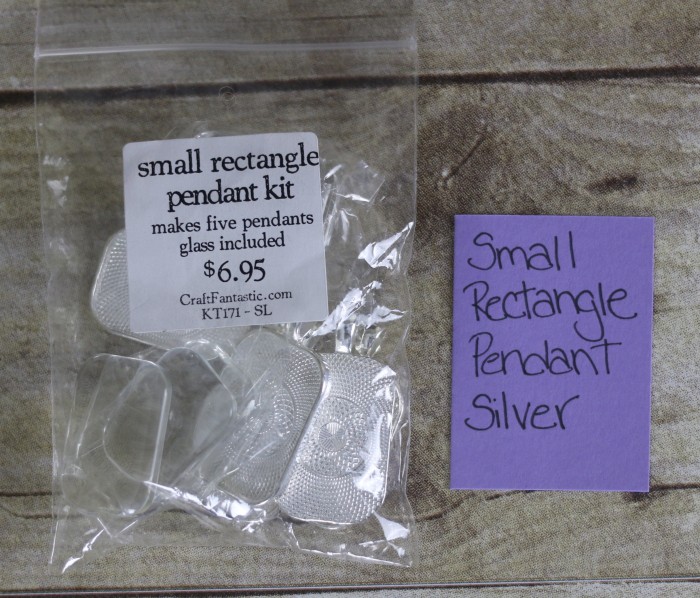 small rectangle
pendant kit
makes five pendants
glass included
$6.95
CraftFantastic.com
KT171 - SL
Small
Rectangle
Pendant
Silver